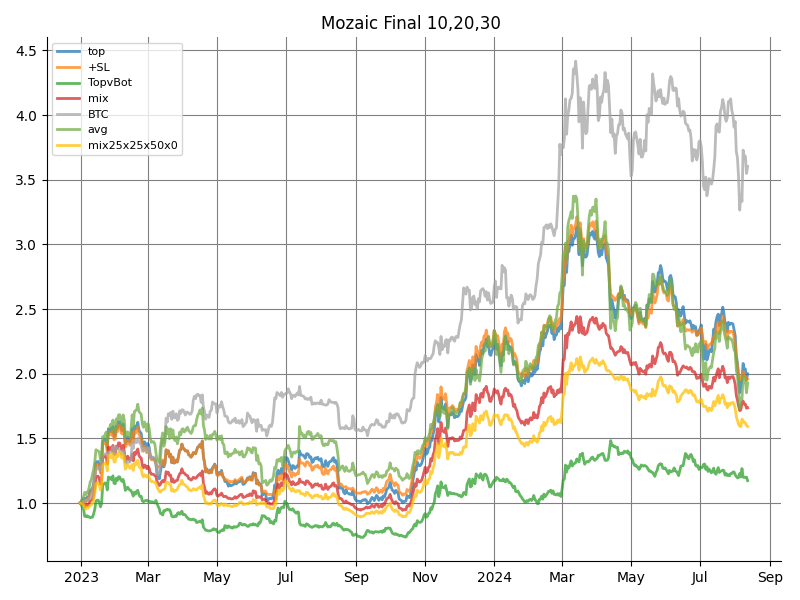 Mozaic Final 10,20,30
top
+SL
TopvBot
mix
BTC
avg
mix25x25x50x0
4.5
4.0
3.5
3.0
2.5
2.0
1.5
1.0
2023 Mar May Jul Sep Nov 2024 Mar May Jul Sep